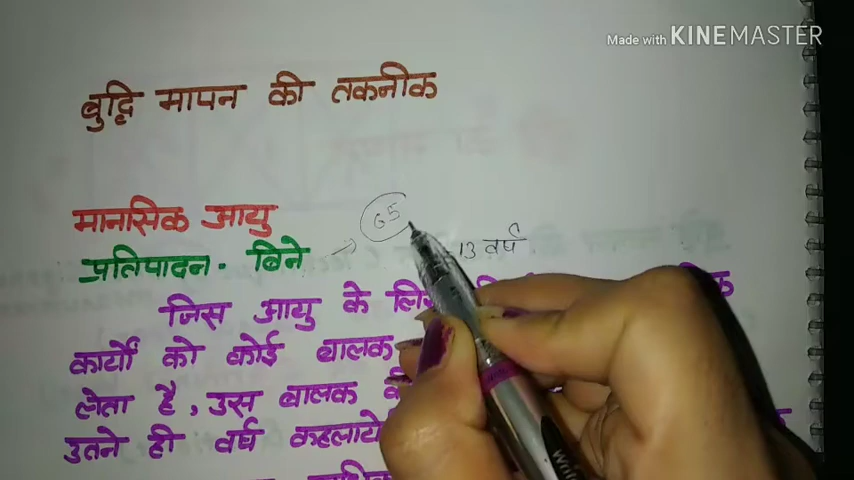 Made with KINEMASTER
बुद्धि मापन की तकनीक
मानसिक आयु
प्रतिपादन - बिने → 65
13 वर्ष
जिस आयु के लिए
कार्यो को कोई बालक
लेता है, उस बालक
उतने ही वर्ष कहलाये